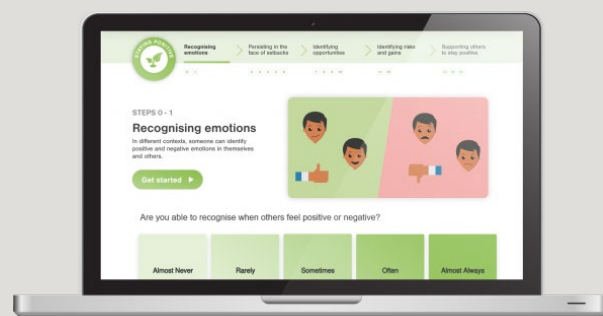 STAYING POSITIVE
Recognising
emotions
Persisting in the
face of setbacks
Identifying
opportunities
Identifying risks
and gains
Supporting others
to stay positive
STEPS 0 - 1
Recognising emotions
In different contexts, someone can identify
positive and negative emotions in themselves
and others.
Get started
Are you able to recognise when others feel positive or negative?
Almost Never
Rarely
Sometimes
Often
Almost Always